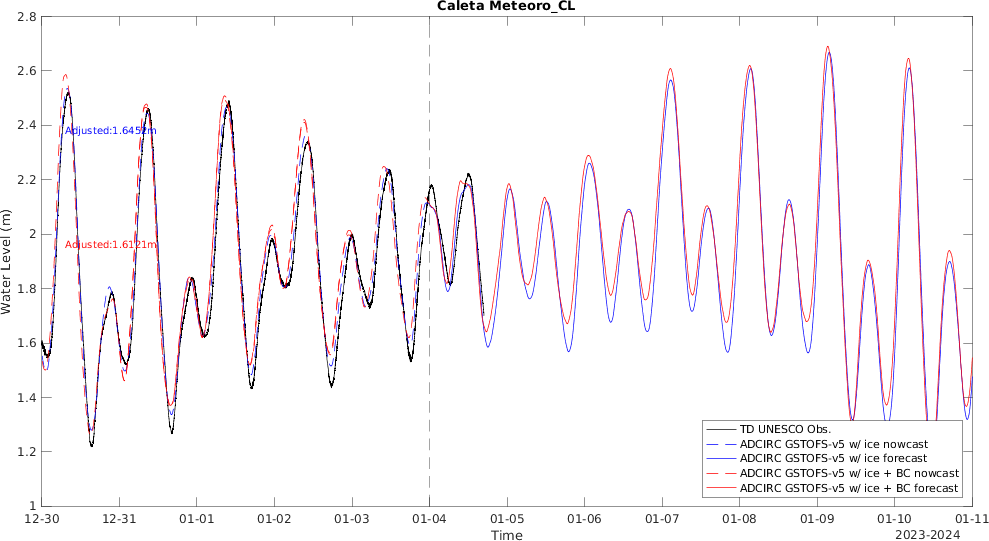 Caleta Meteoro_CL
2.8
2.6
2.4
2.2
2
1.8
1.6
1.4
1.2
1
Water Level (m)
Adjusted:1.6452m
Adjusted:1.6121m
TD UNESCO Obs.
ADCIRC GSTOFS-v5 w/ ice nowcast
ADCIRC GSTOFS-v5 w/ ice forecast
ADCIRC GSTOFS-v5 w/ ice + BC nowcast
ADCIRC GSTOFS-v5 w/ ice + BC forecast
12-30 12-31 01-01 01-02 01-03 01-04 01-05 01-06 01-07 01-08 01-09 01-10 01-11
Time
2023-2024